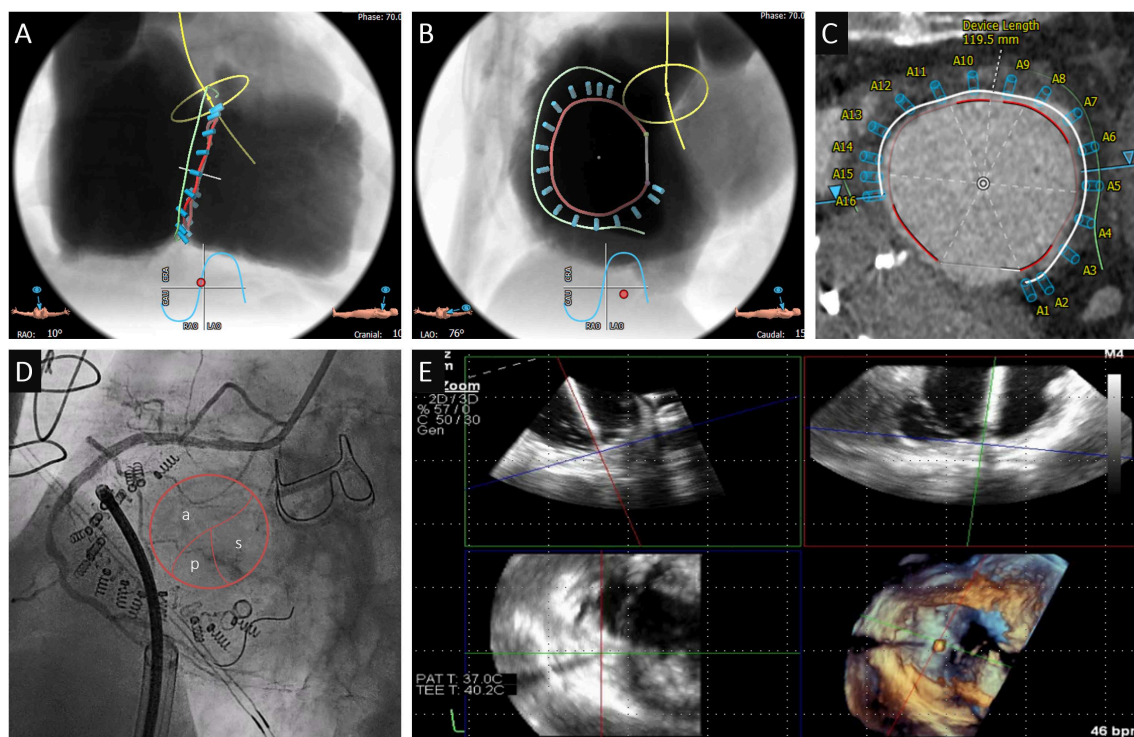 A
Phase: 70.0
CRA
CAU
RAO LAO
RAO: 10°
Cranial: 10
B
Phase: 70.0
CRA
CAU
RAO LAO
LAO: 76°
Caudal: 15
C
Device Length
119.5 mm
A10
A9
A8
A11
A12
A7
A13
A6
A14
A15
A5
A16
A4
A3
A2
A1
D
a
s
p
E
z
m
Zoom
2D / 3D
% 57 / 0
C 50 / 30
Gen
M4
PAT T: 37.0C
TEE T: 40.2C
46 bpm